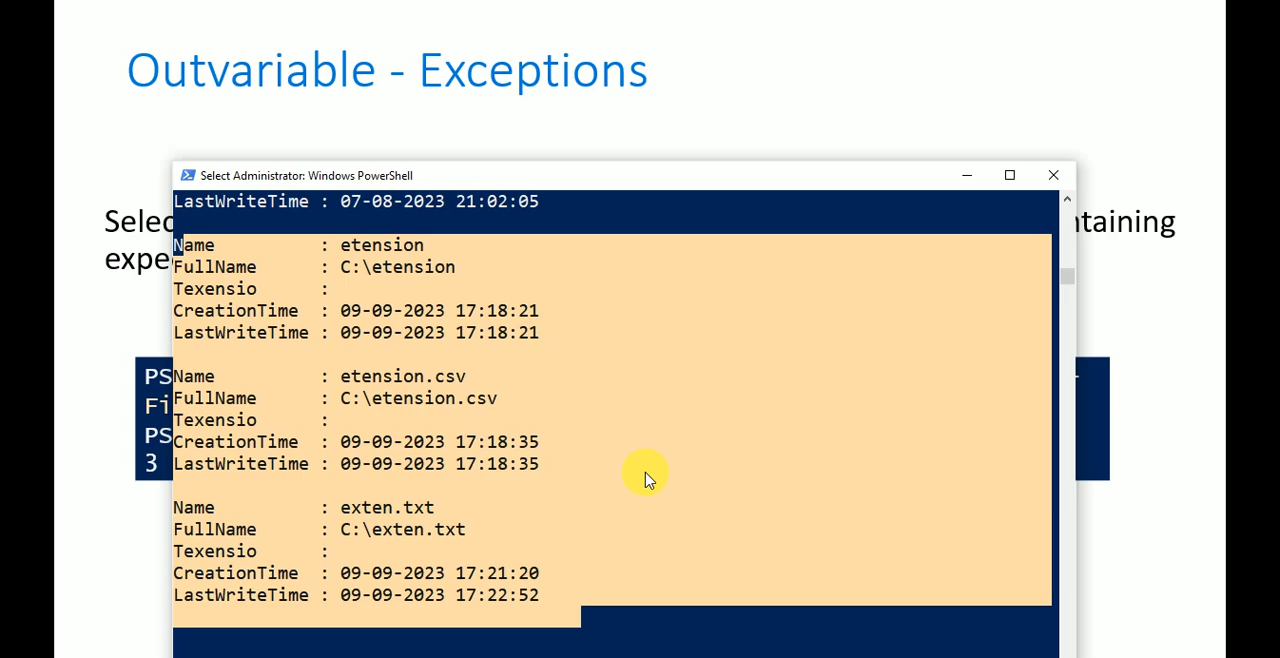 Outvariable - Exceptions
Select Administrator: Windows PowerShell
LastWriteTime : 07-08-2023 21:02:05
Name : etension
FullName : C:\etension
Texensio :
CreationTime : 09-09-2023 17:18:21
LastWriteTime : 09-09-2023 17:18:21
Name : etension.csv
FullName : C:\etension.csv
Texensio :
CreationTime : 09-09-2023 17:18:35
LastWriteTime : 09-09-2023 17:18:35
Name : exten.txt
FullName : C:\exten.txt
Texensio :
CreationTime : 09-09-2023 17:21:20
LastWriteTime : 09-09-2023 17:22:52
PS
PS
3